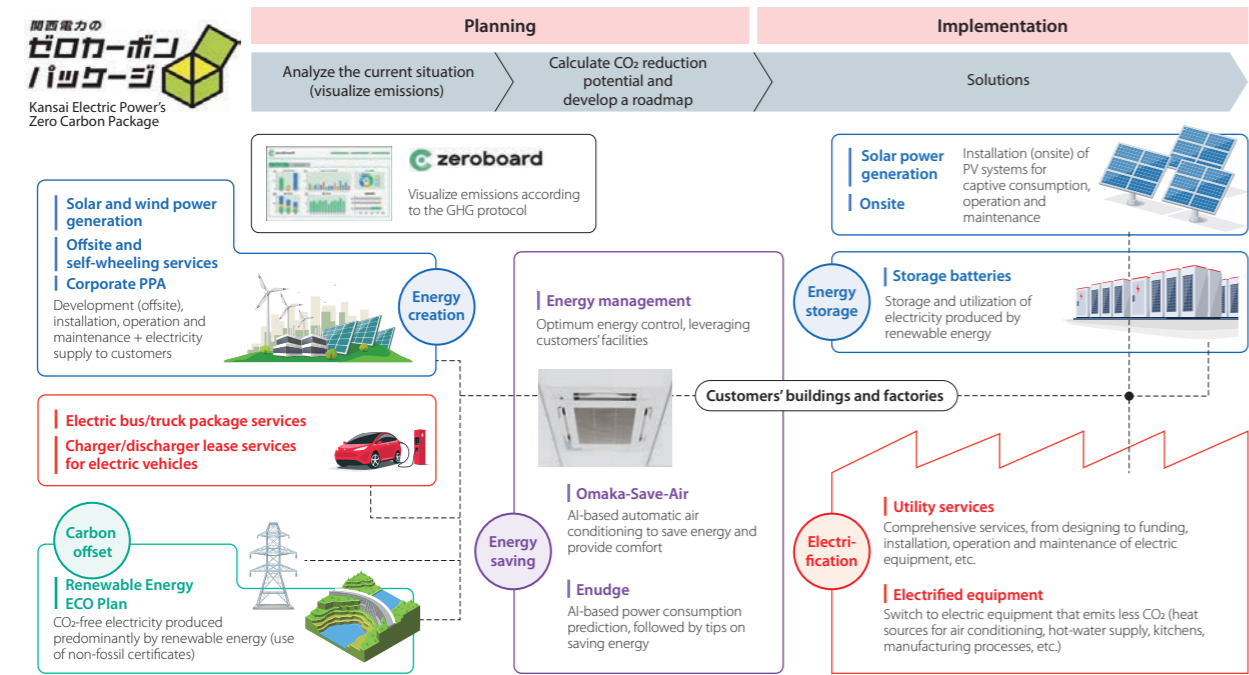 関西電力の
ゼロカーボン
パッケージ
Kansai Electric Power's
Zero Carbon Package
Planning
Implementation
Analyze the current situation
(visualize emissions)
Calculate CO₂ reduction
potential and
develop a roadmap
Solutions
zeroboard
Visualize emissions according
to the GHG protocol
Solar power
generation
Onsite
Installation (onsite) of
PV systems for
captive consumption,
operation and
maintenance
Solar and wind power
generation
Offsite and
self-wheeling services
Corporate PPA
Development (offsite),
installation, operation and
maintenance + electricity
supply to customers
Energy
creation
Energy management
Optimum energy control, leveraging
customers' facilities
Energy
storage
Storage batteries
Storage and utilization of
electricity produced by
renewable energy
Customers' buildings and factories
Electric bus/truck package services
Charger/discharger lease services
for electric vehicles
Omaka-Save-Air
AI-based automatic air
conditioning to save energy and
provide comfort
Energy
saving
Enudge
AI-based power consumption
prediction, followed by tips on
saving energy
Carbon
offset
Renewable Energy
ECO Plan
CO₂-free electricity produced
predominantly by renewable energy (use
of non-fossil certificates)
Electri-
fication
Utility services
Comprehensive services, from designing to funding,
installation, operation and maintenance of electric
equipment, etc.
Electrified equipment
Switch to electric equipment that emits less CO₂ (heat
sources for air conditioning, hot-water supply, kitchens,
manufacturing processes, etc.)